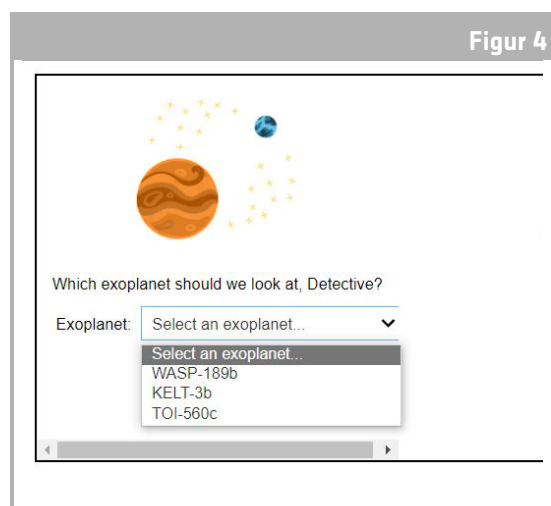 Figur 4
Which exoplanet should we look at, Detective?
Exoplanet: Select an exoplanet...
Select an exoplanet...
WASP-189b
KELT-3b
TOI-560c